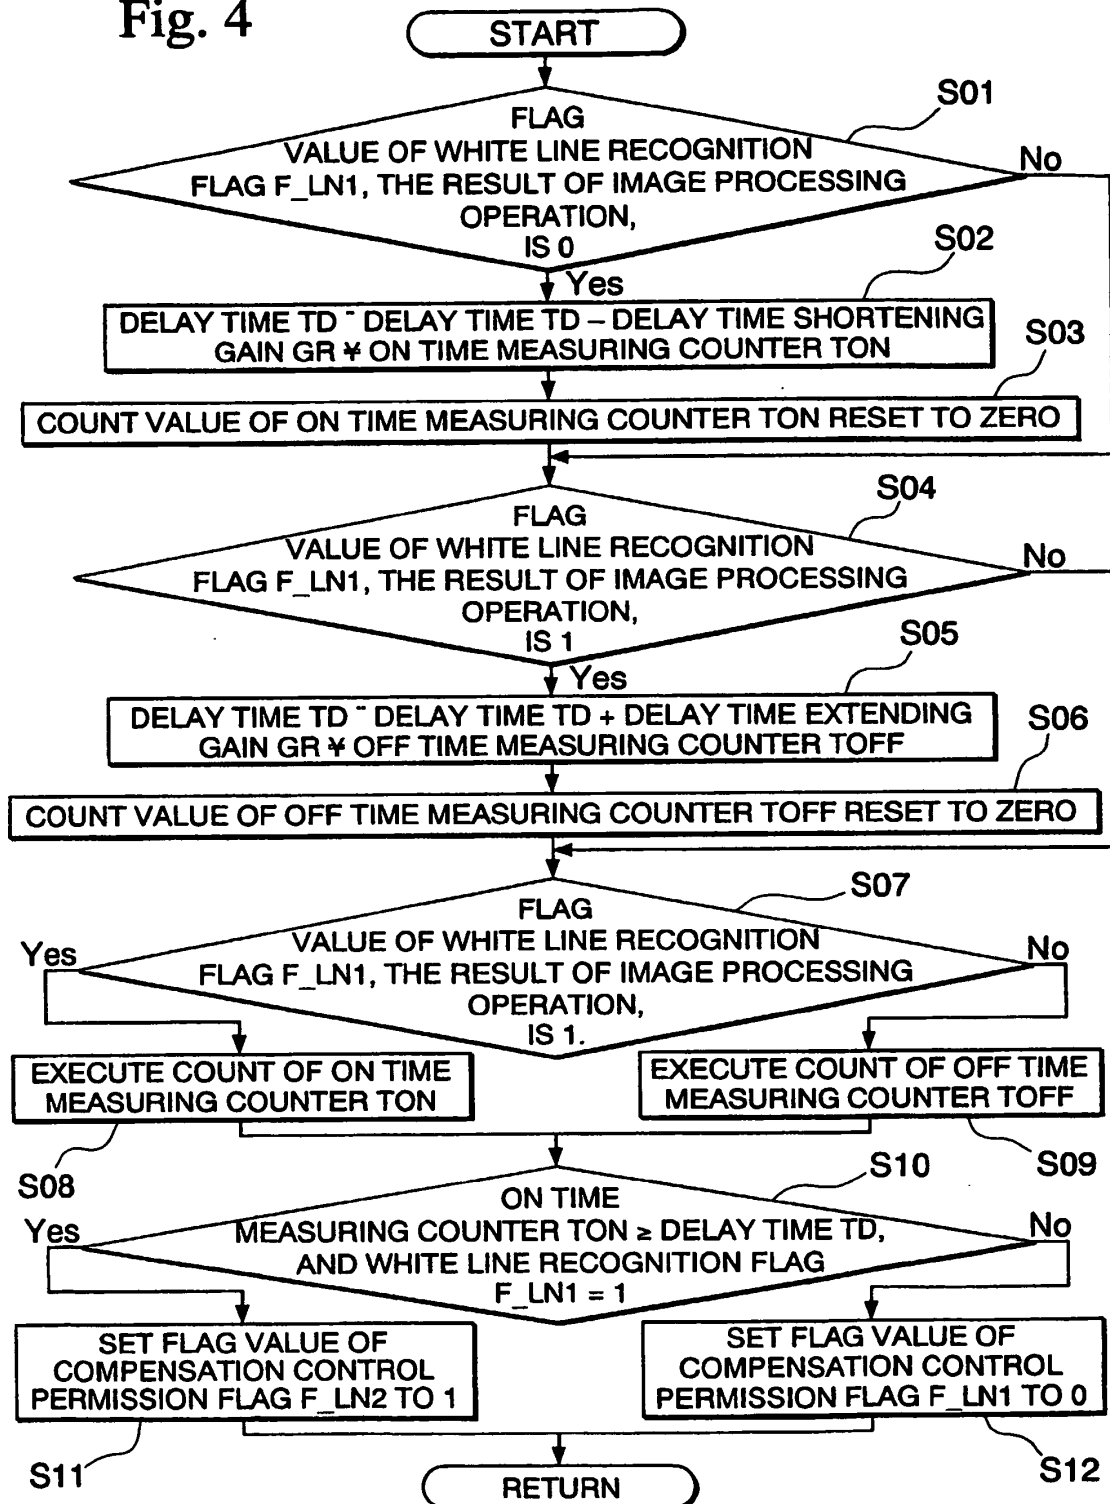 Fig. 4
START
S01
FLAG
VALUE OF WHITE LINE RECOGNITION
FLAG F_LN1, THE RESULT OF IMAGE PROCESSING
OPERATION,
IS 0
No
Yes
S02
DELAY TIME TD ¨ DELAY TIME TD – DELAY TIME SHORTENING
GAIN GR ¥ ON TIME MEASURING COUNTER TON
S03
COUNT VALUE OF ON TIME MEASURING COUNTER TON RESET TO ZERO
S04
FLAG
VALUE OF WHITE LINE RECOGNITION
FLAG F_LN1, THE RESULT OF IMAGE PROCESSING
OPERATION,
IS 1
No
Yes
S05
DELAY TIME TD ¨ DELAY TIME TD + DELAY TIME EXTENDING
GAIN GR ¥ OFF TIME MEASURING COUNTER TOFF
S06
COUNT VALUE OF OFF TIME MEASURING COUNTER TOFF RESET TO ZERO
S07
FLAG
VALUE OF WHITE LINE RECOGNITION
FLAG F_LN1, THE RESULT OF IMAGE PROCESSING
OPERATION,
IS 1.
Yes
No
EXECUTE COUNT OF ON TIME
MEASURING COUNTER TON
EXECUTE COUNT OF OFF TIME
MEASURING COUNTER TOFF
S08
S09
S10
ON TIME
MEASURING COUNTER TON ≥ DELAY TIME TD,
AND WHITE LINE RECOGNITION FLAG
F_LN1 = 1
Yes
No
SET FLAG VALUE OF
COMPENSATION CONTROL
PERMISSION FLAG F_LN2 TO 1
SET FLAG VALUE OF
COMPENSATION CONTROL
PERMISSION FLAG F_LN1 TO 0
S11
S12
RETURN